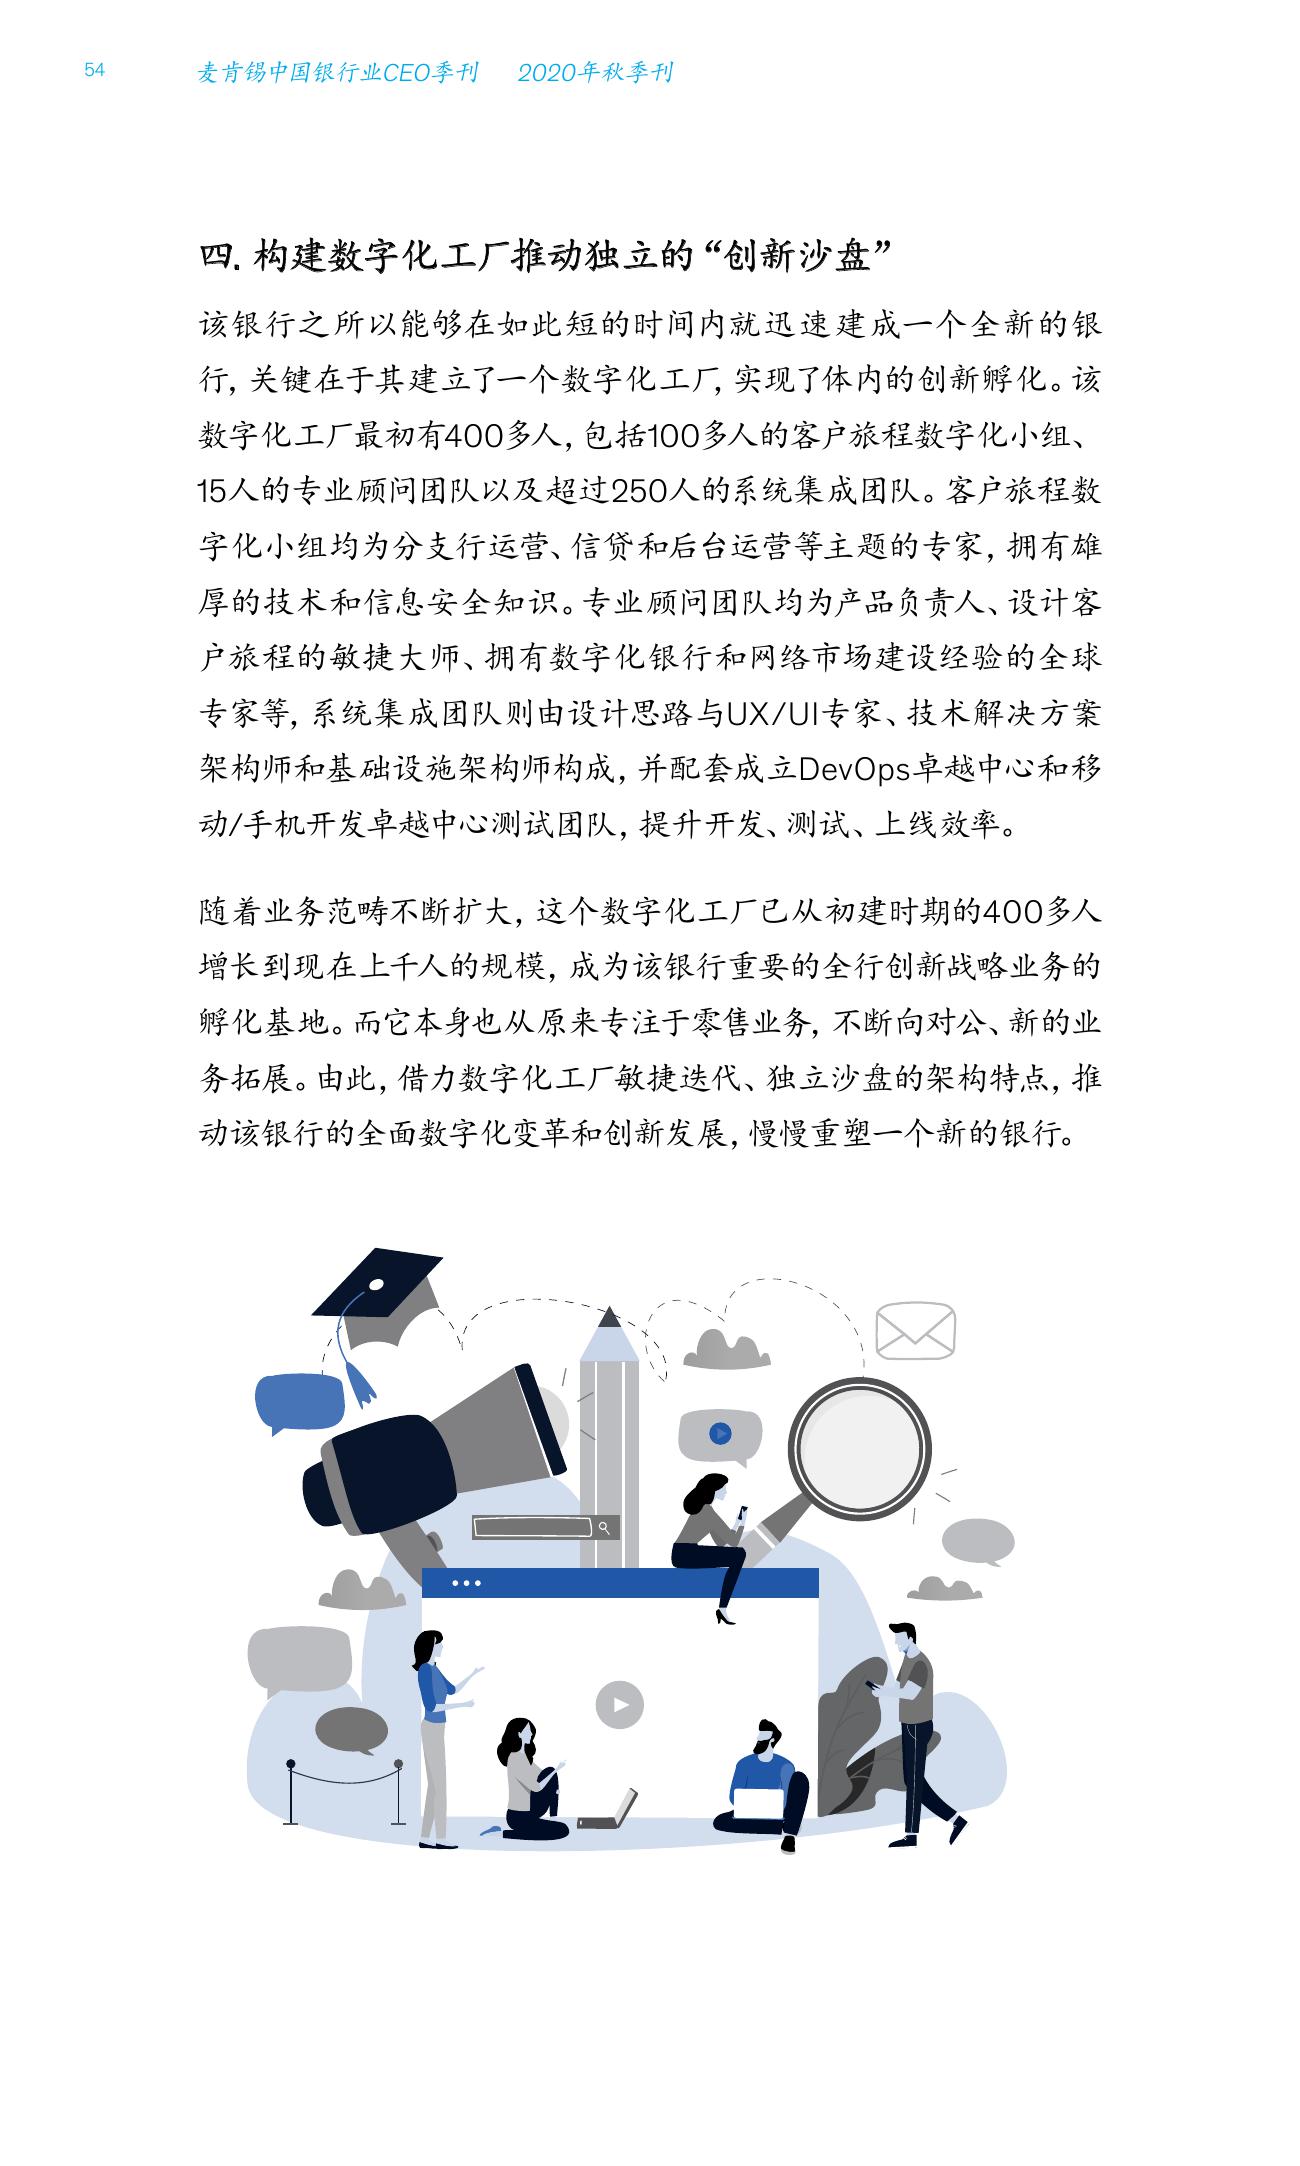 54
麦肯锡中国银行业CEO季刊 2020年秋季刊
四. 构建数字化工厂推动独立的“创新沙盘”
该银行之所以能够在如此短的时间内就迅速建成一个全新的银
行, 关键在于其建立了一个数字化工厂, 实现了体内的创新孵化。该
数字化工厂最初有400多人, 包括100多人的客户旅程数字化小组、
15人的专业顾问团队以及超过250人的系统集成团队。客户旅程数
字化小组均为分支行运营、信贷和后台运营等主题的专家, 拥有雄
厚的技术和信息安全知识。专业顾问团队均为产品负责人、设计客
户旅程的敏捷大师、拥有数字化银行和网络市场建设经验的全球
专家等, 系统集成团队则由设计思路与UX/UI专家、技术解决方案
架构师和基础设施架构师构成, 并配套成立DevOps卓越中心和移
动/手机开发卓越中心测试团队, 提升开发、测试、上线效率。
随着业务范畴不断扩大, 这个数字化工厂已从初建时期的400多人
增长到现在上千人的规模, 成为该银行重要的全行创新战略业务的
孵化基地。而它本身也从原来专注于零售业务, 不断向对公、新的业
务拓展。由此, 借力数字化工厂敏捷迭代、独立沙盘的架构特点, 推
动该银行的全面数字化变革和创新发展, 慢慢重塑一个新的银行。